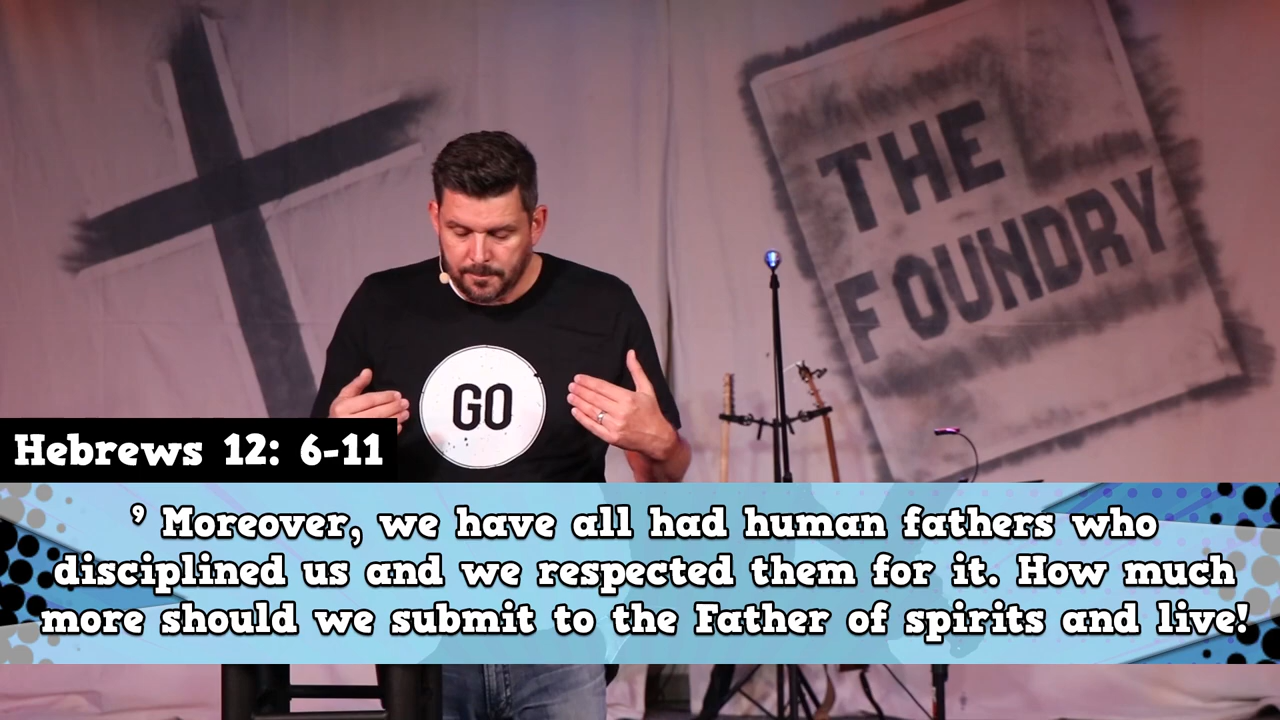 THE
FOUNDRY
GO
Hebrews 12: 6-11
⁹ Moreover, we have all had human fathers who
disciplined us and we respected them for it. How much
more should we submit to the Father of spirits and live!